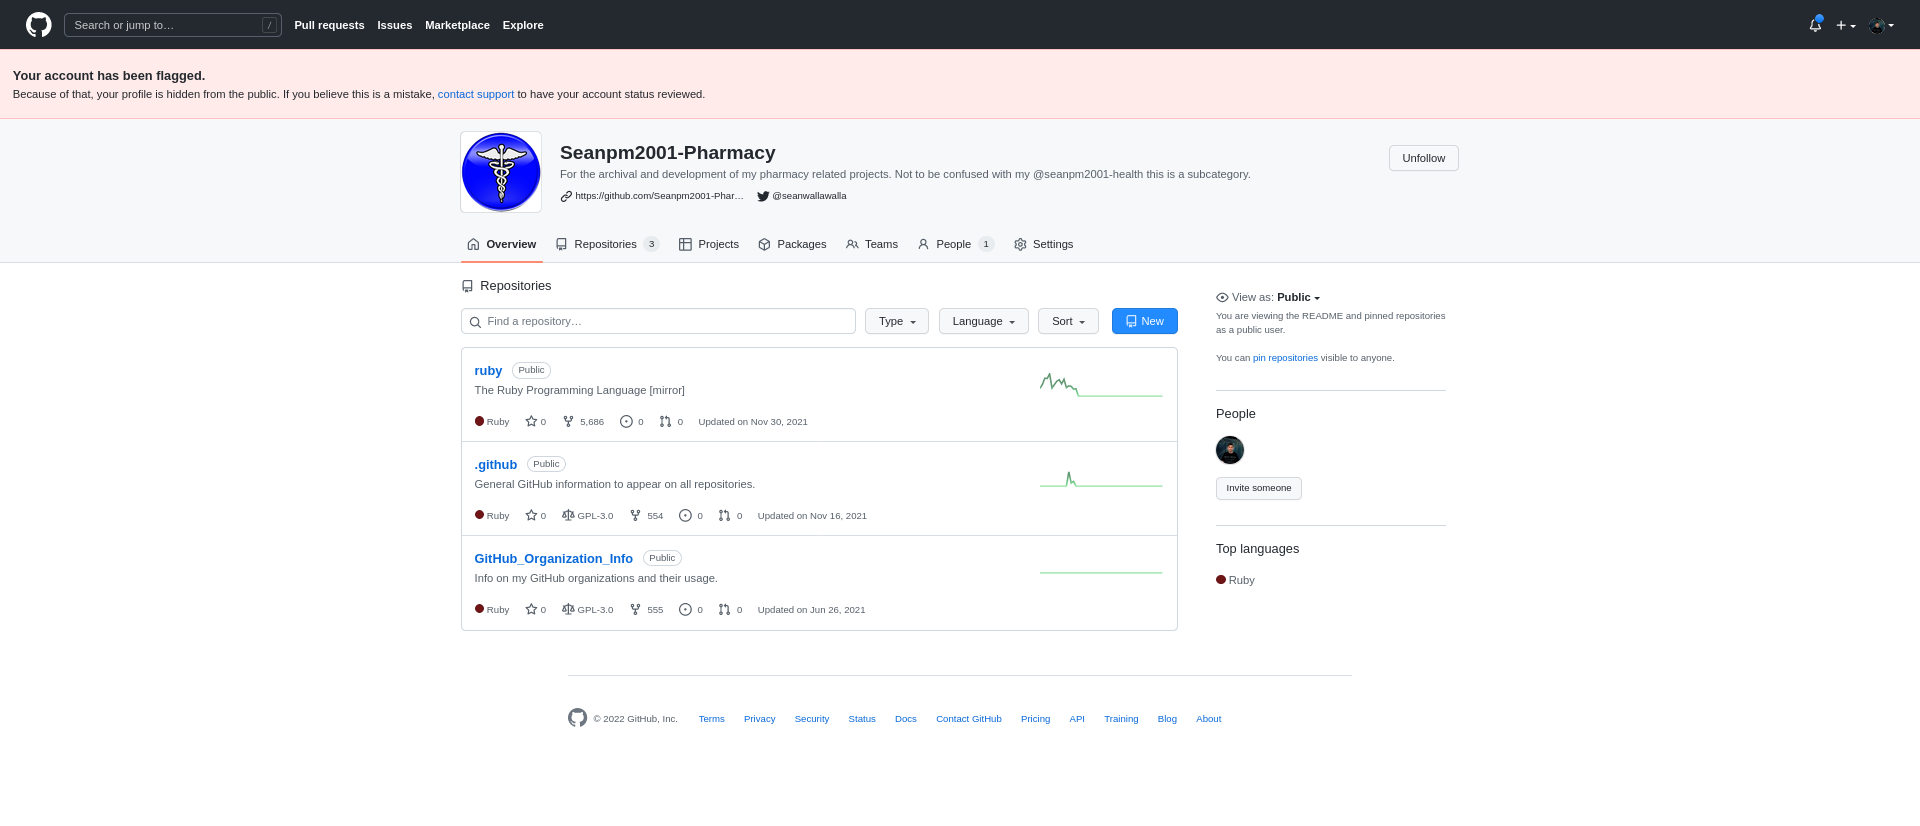 Search or jump to… /
Pull requests Issues Marketplace Explore
Your account has been flagged.
Because of that, your profile is hidden from the public. If you believe this is a mistake, contact support to have your account status reviewed.
Seanpm2001-Pharmacy
Unfollow
For the archival and development of my pharmacy related projects. Not to be confused with my @seanpm2001-health this is a subcategory.
https://github.com/Seanpm2001-Phar… @seanwallawalla
Overview Repositories 3 Projects Packages Teams People 1 Settings
Repositories
Find a repository… Type Language Sort New
ruby Public
The Ruby Programming Language [mirror]
Ruby 0 5,686 0 0 Updated on Nov 30, 2021
.github Public
General GitHub information to appear on all repositories.
Ruby 0 GPL-3.0 554 0 0 Updated on Nov 16, 2021
GitHub_Organization_Info Public
Info on my GitHub organizations and their usage.
Ruby 0 GPL-3.0 555 0 0 Updated on Jun 26, 2021
View as: Public
You are viewing the README and pinned repositories
as a public user.
You can pin repositories visible to anyone.
People
Invite someone
Top languages
Ruby
© 2022 GitHub, Inc. Terms Privacy Security Status Docs Contact GitHub Pricing API Training Blog About